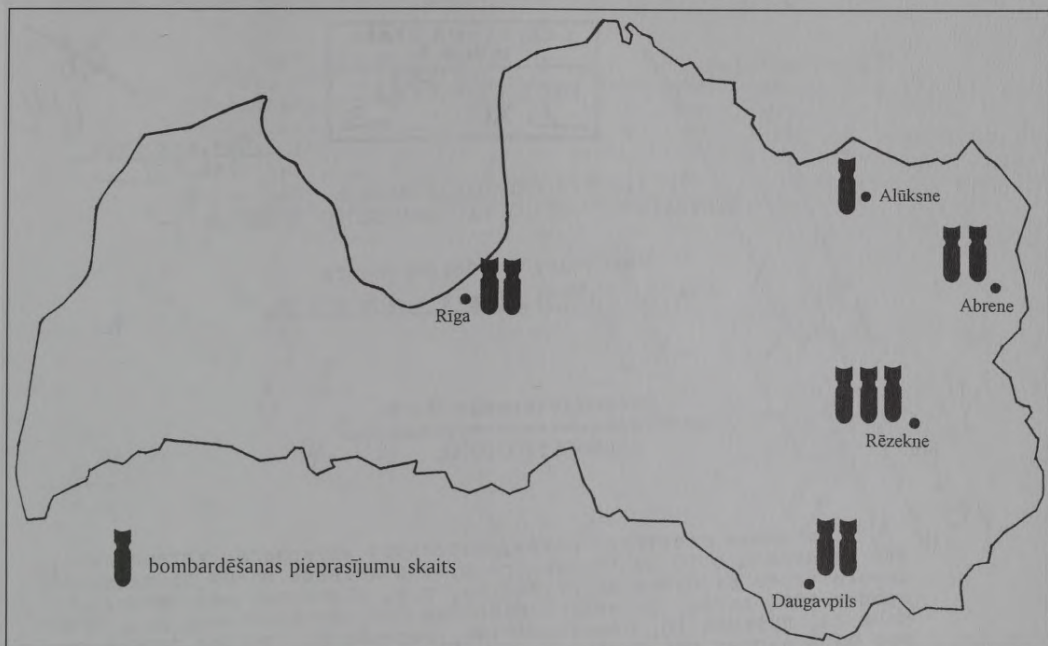 Alūksne
Abrene
Rīga
Rēzekne
bombardēšanas pieprasījumu skaits
Daugavpils